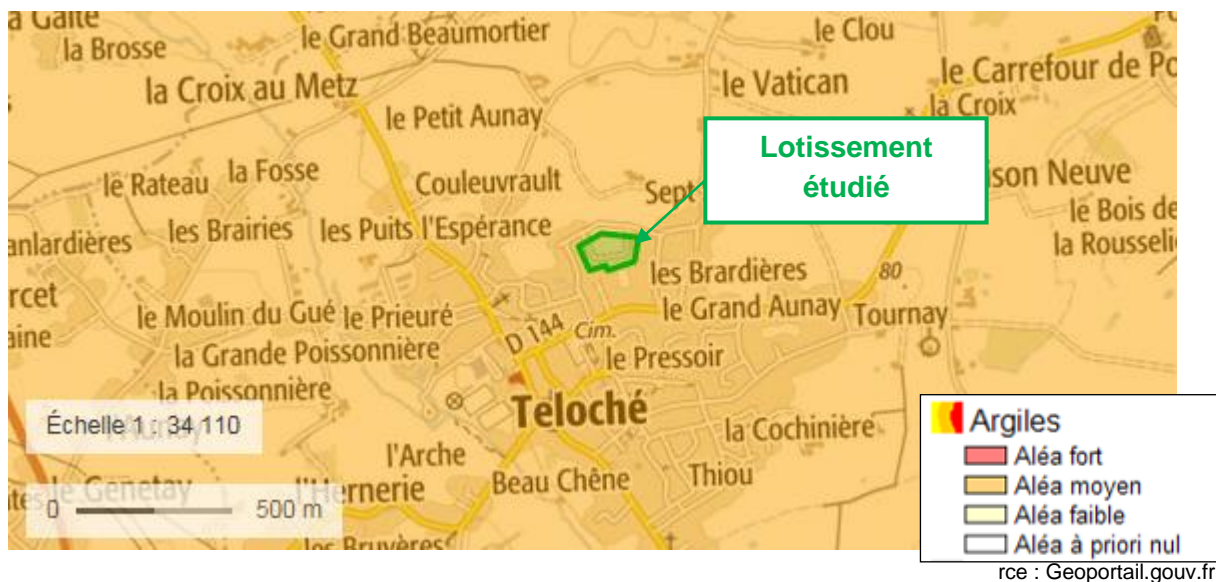 la Galte
la Brosse
le Grand Beaumortier
le Clou
la Croix au Metz
le Vatican
le Carrefour de Po
la Croix
le Petit Aunay
Lotissement
étudié
la Fosse
le Rateau
Couleuvrault
Sept
ison Neuve
le Bois de
la Rousseli
anlardières
les Brairies
les Puits
l'Espérance
les Brardières
80
rcet
aine
le Moulin du Gué
le Prieuré
le Grand Aunay
Tournay
D 144
Cim.
la Grande Poissonnière
le Pressoir
la Poissonnière
Téloché
Échelle 1 : 34 110
la Cochinière
l'Arche
Beau Chêne
Thiou
le Genetay
l'Hernerie
0
500 m
les Bruyères
Argiles
Aléa fort
Aléa moyen
Aléa faible
Aléa à priori nul
rce : Geoportail.gouv.fr